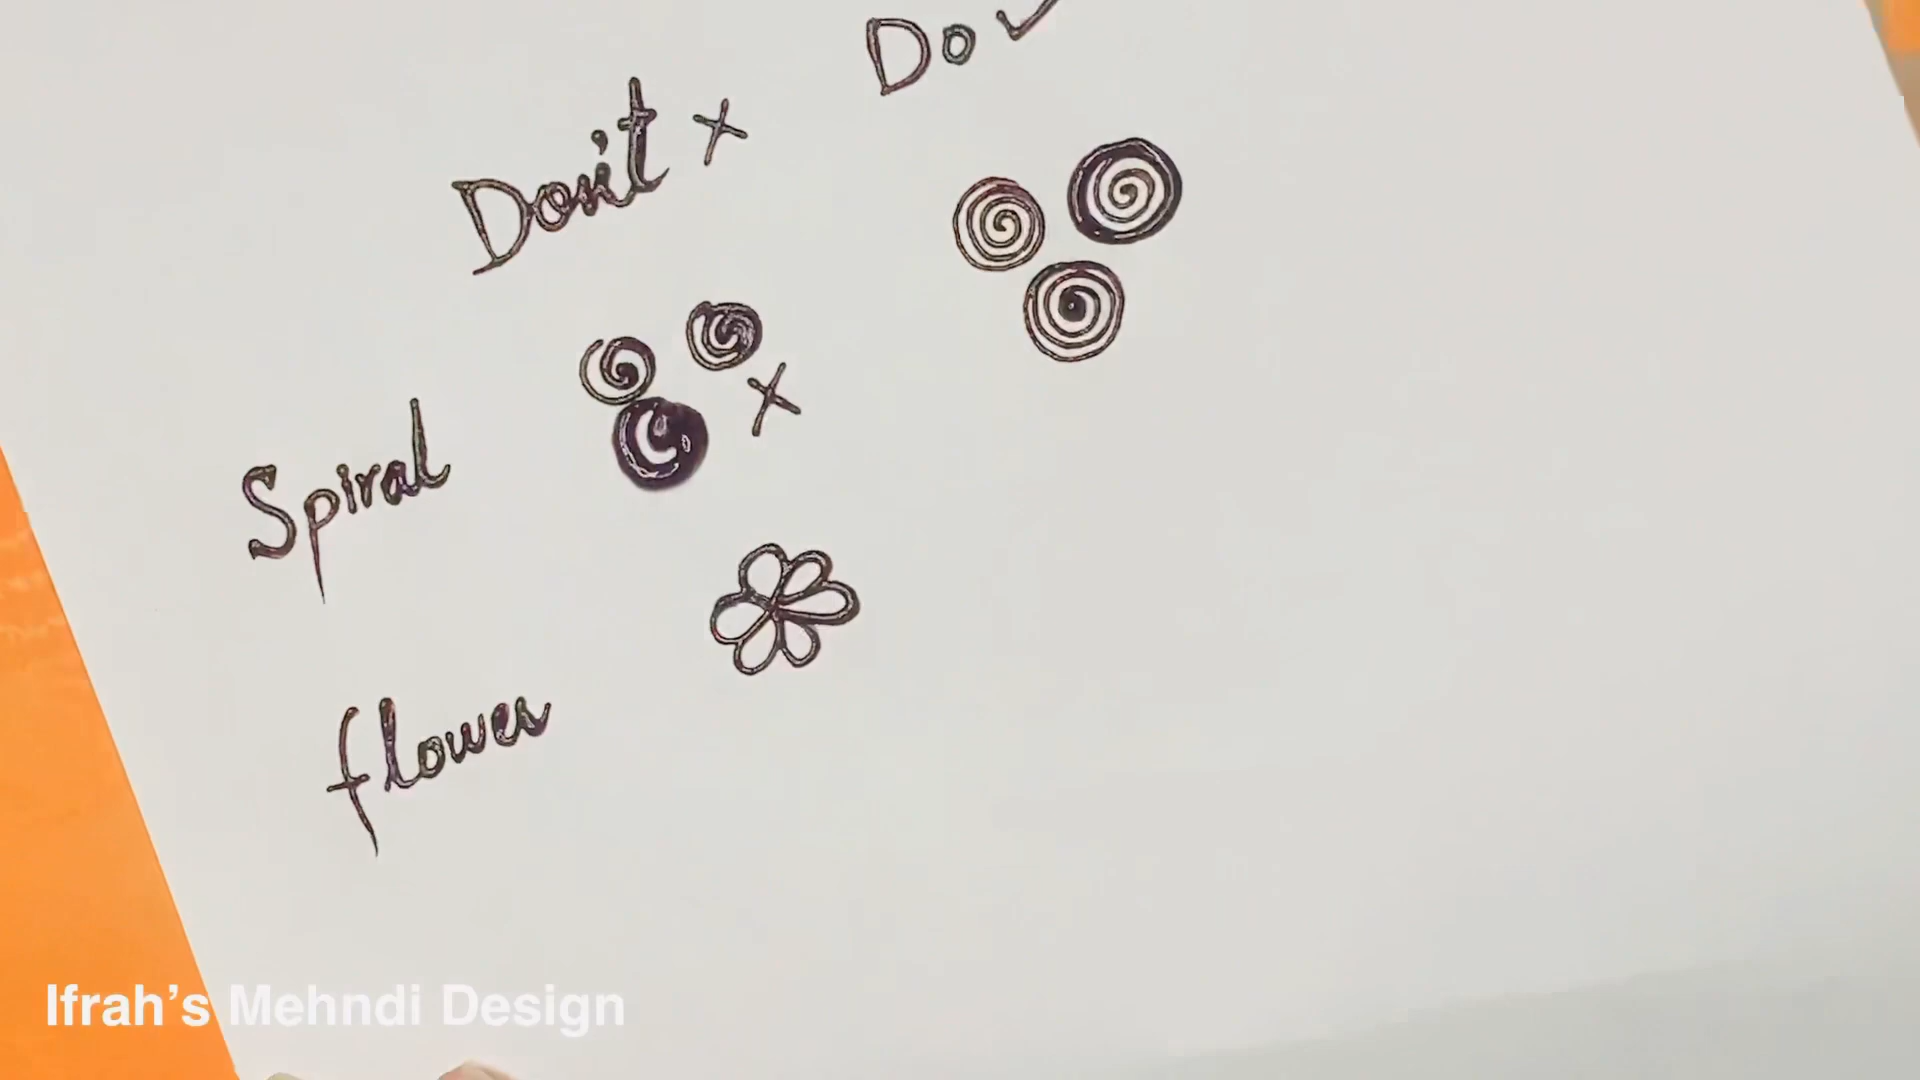 Do ✓
Don't ×
Spiral
flower
Ifrah's Mehndi Design